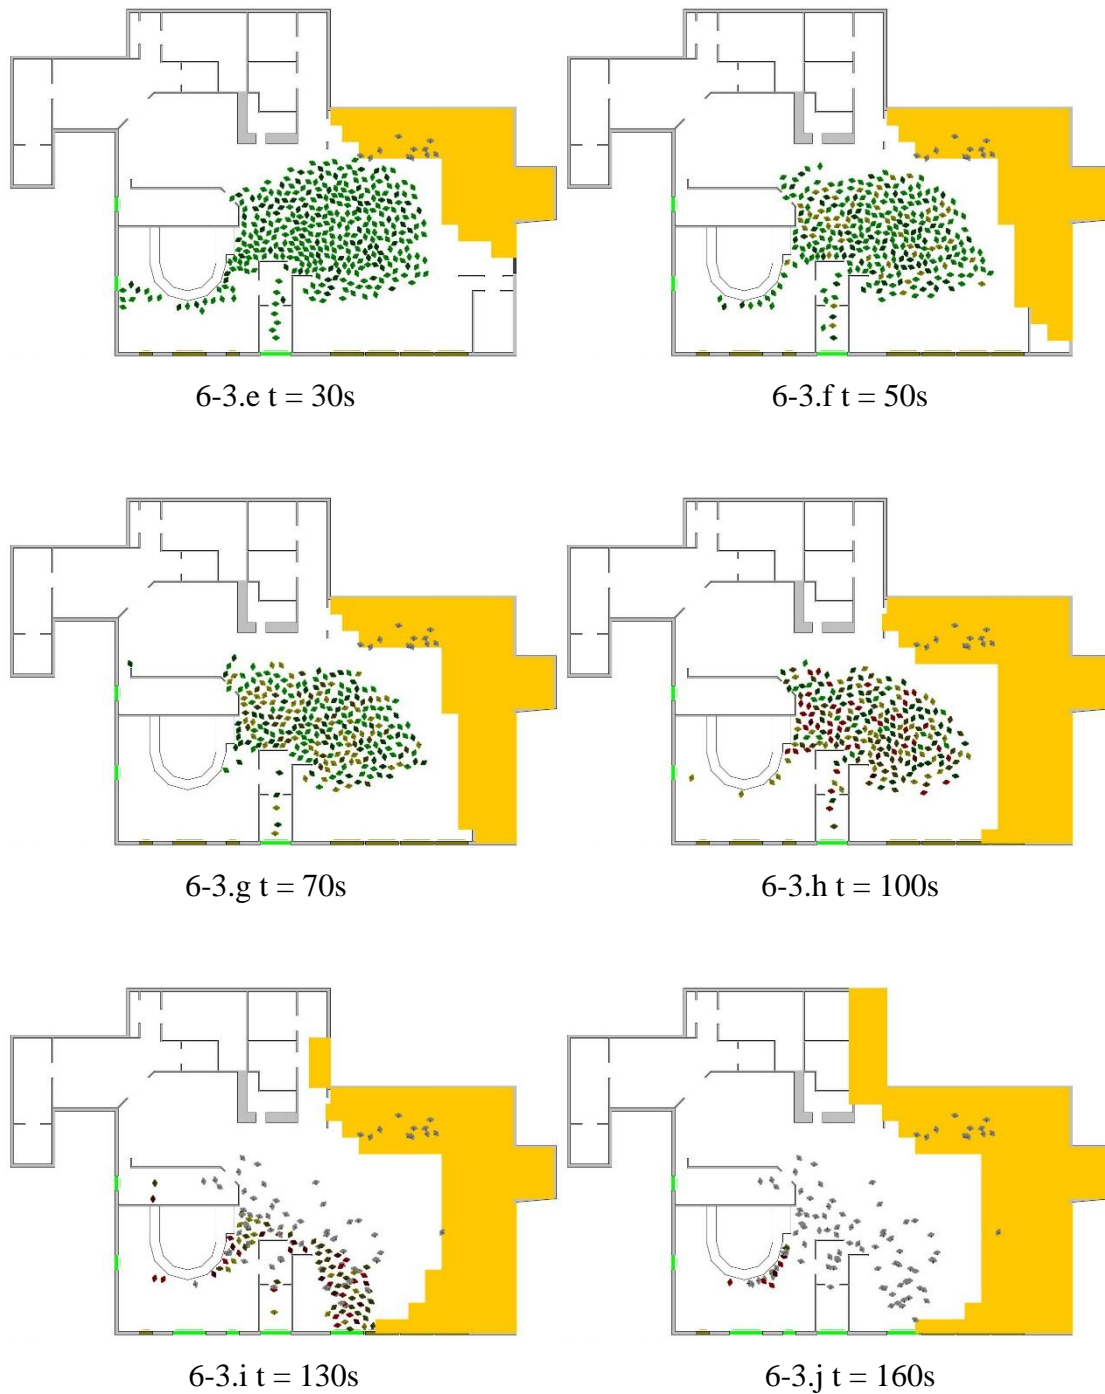 6-3.e t = 30s
6-3.f t = 50s
6-3.g t = 70s
6-3.h t = 100s
6-3.i t = 130s
6-3.j t = 160s